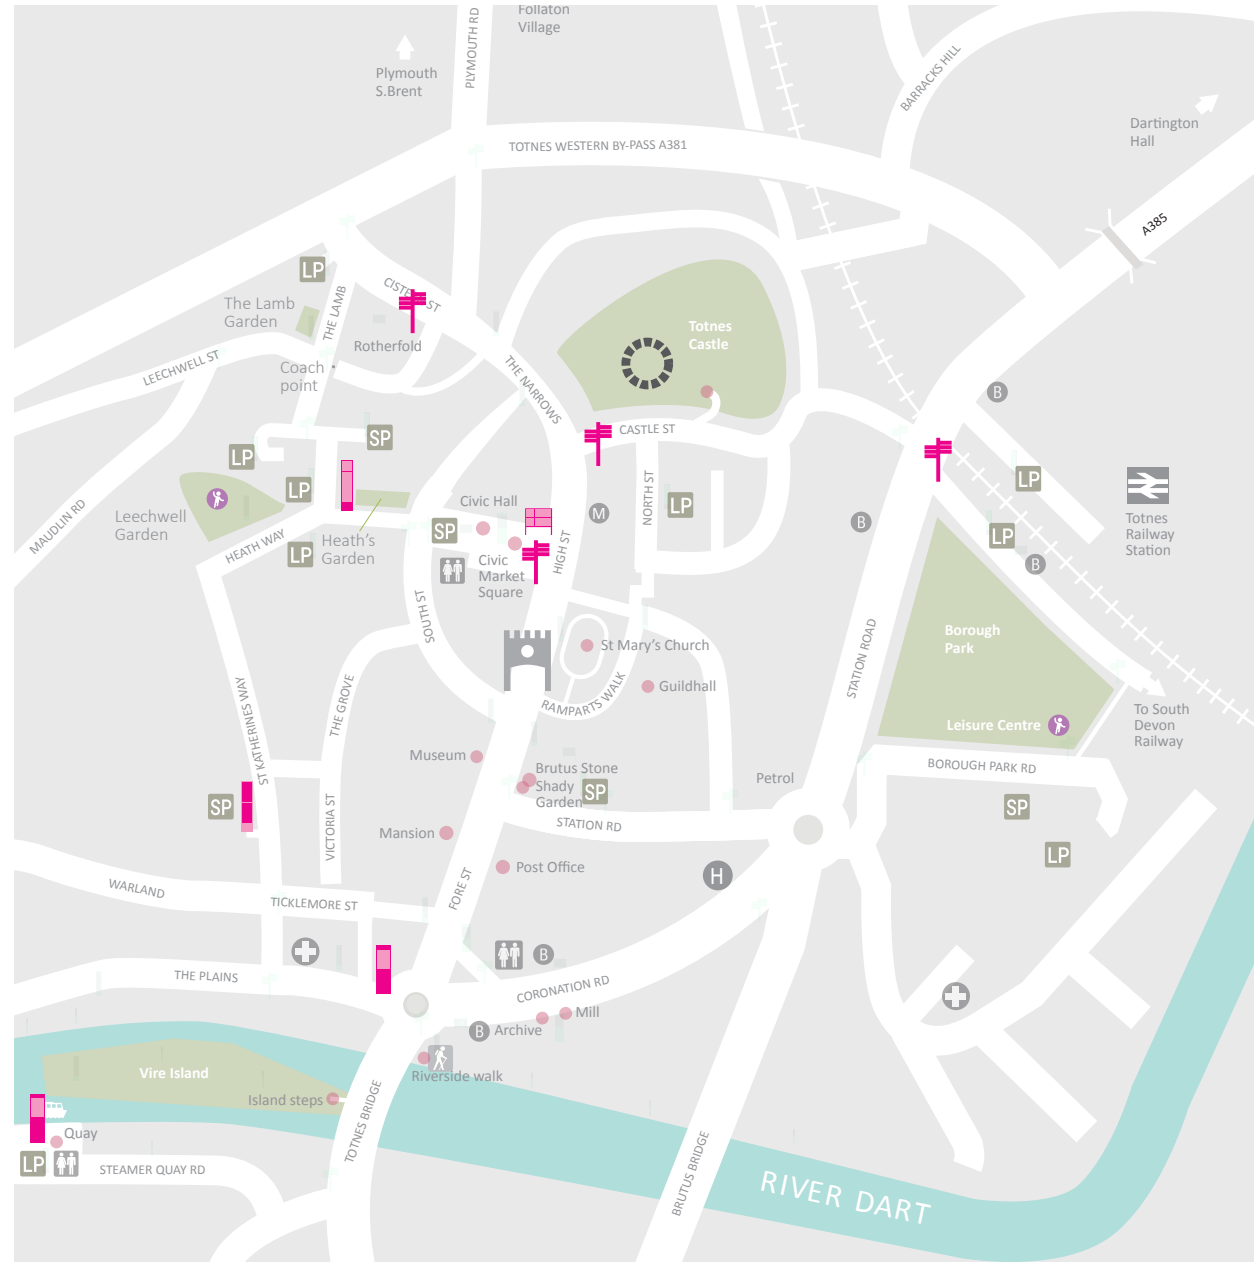 Follaton
Village
PLYMOUTH RD
Plymouth
S.Brent
BARRACKS HILL
Dartington
Hall
TOTNES WESTERN BY-PASS A381
A385
LP
The Lamb
Garden
THE LAMB
Rotherfold
Totnes
Castle
LEECHWELL ST
Coach
point
THE NARROWS
B
CASTLE ST
SP
LP
LP
Civic Hall
M
NORTH ST
LP
LP
B
Totnes
Railway
Station
MAUDLIN RD
Leechwell
Garden
HEATH WAY
LP
Heath's
Garden
SP
Civic
Market
Square
HIGH ST
LP
B
SOUTH ST
St Mary's Church
Guildhall
RAMPARTS WALK
STATION ROAD
Borough
Park
Leisure Centre
To South
Devon
Railway
ST KATHERINES WAY
THE GROVE
Museum
Brutus Stone
Shady
Garden
SP
Petrol
BOROUGH PARK RD
SP
VICTORIA ST
Mansion
STATION RD
SP
LP
Post Office
H
WARLAND
TICKLEMORE ST
FORE ST
B
THE PLAINS
CORONATION RD
Mill
B
Archive
Riverside walk
Vire Island
Island steps
TOTNES BRIDGE
Quay
LP
STEAMER QUAY RD
BRUTUS BRIDGE
RIVER DART